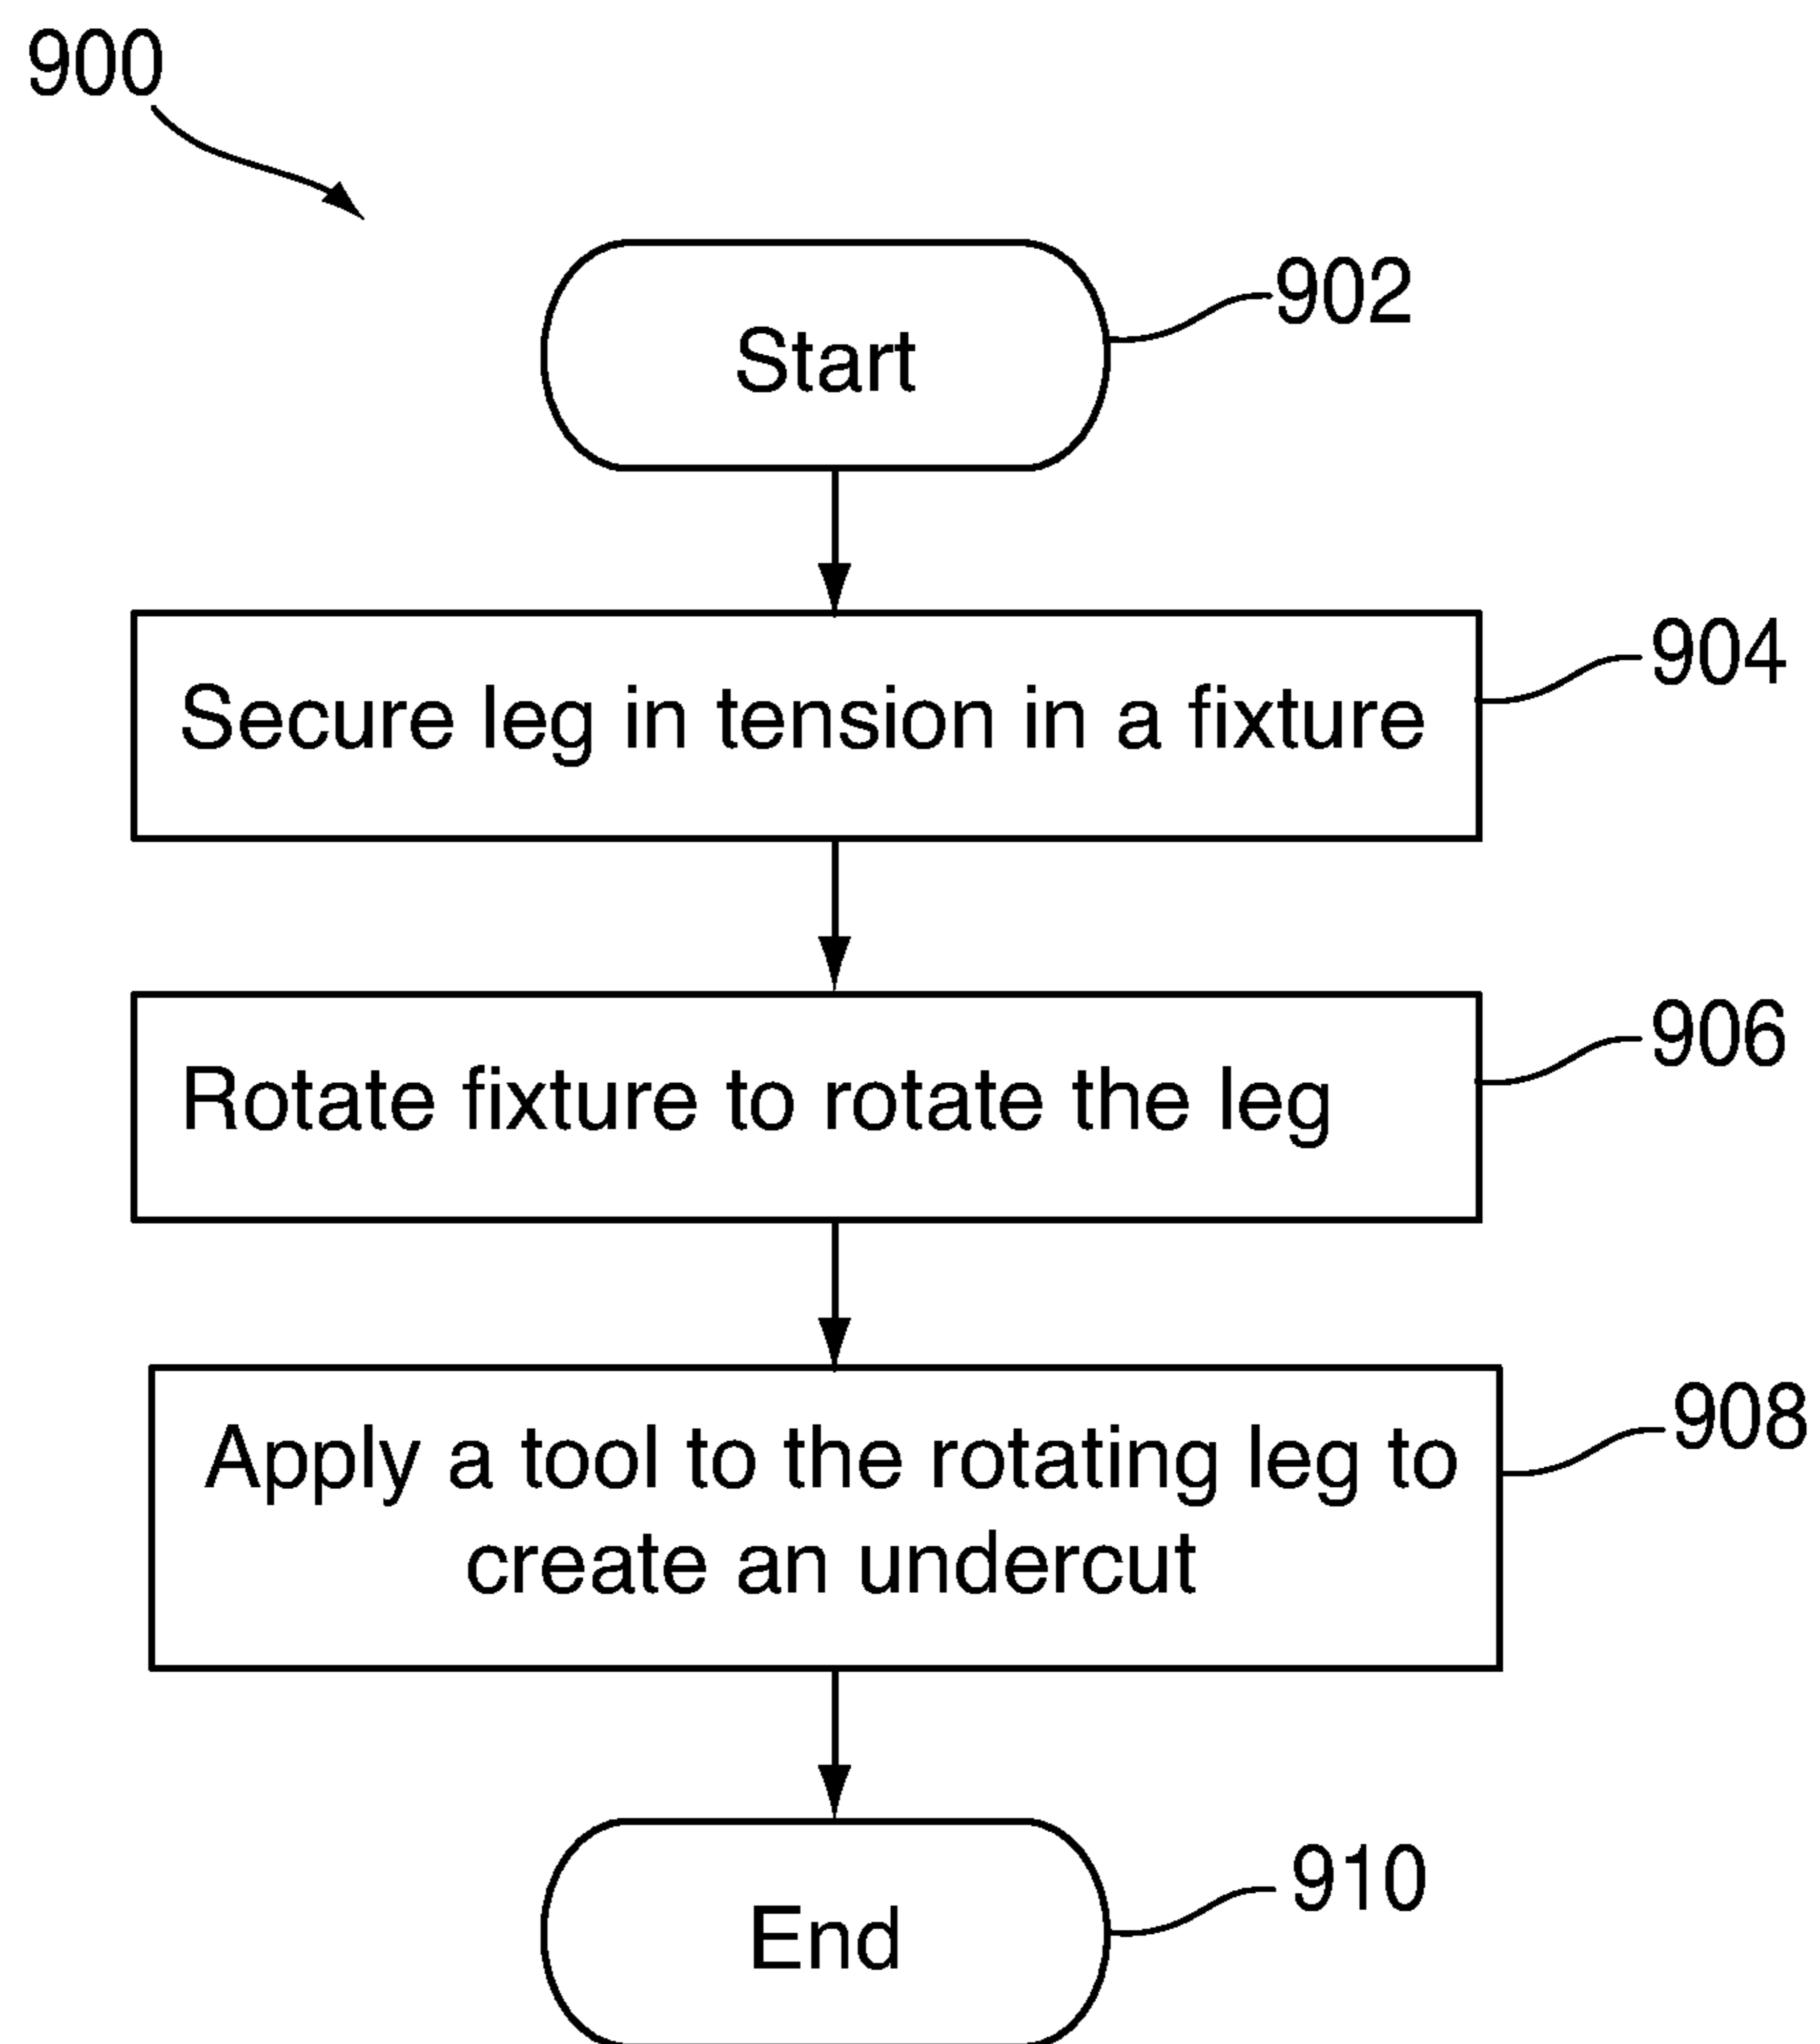 900
Start
902
Secure leg in tension in a fixture
904
Rotate fixture to rotate the leg
906
Apply a tool to the rotating leg to
create an undercut
908
End
910